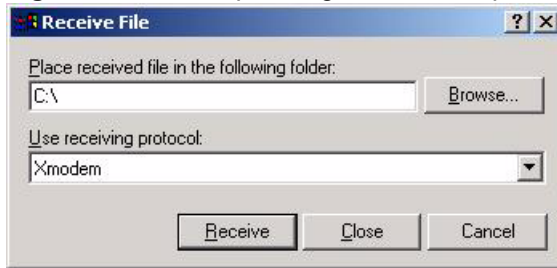 Receive File
Place received file in the following folder:
C:\
Browse...
Use receiving protocol:
Xmodem
Receive Close Cancel